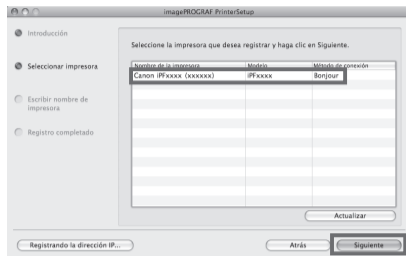 imagePROGRAF PrinterSetup
Introducción
Seleccionar impresora
Escribir nombre de
impresora
Registro completado
Seleccione la impresora que desea registrar y haga clic en Siguiente.
Nombre de la impresora Modelo Método de conexión
Canon iPFxxxx (xxxxxx) iPFxxxx Bonjour
Actualizar
Registrando la dirección IP... Atrás Siguiente